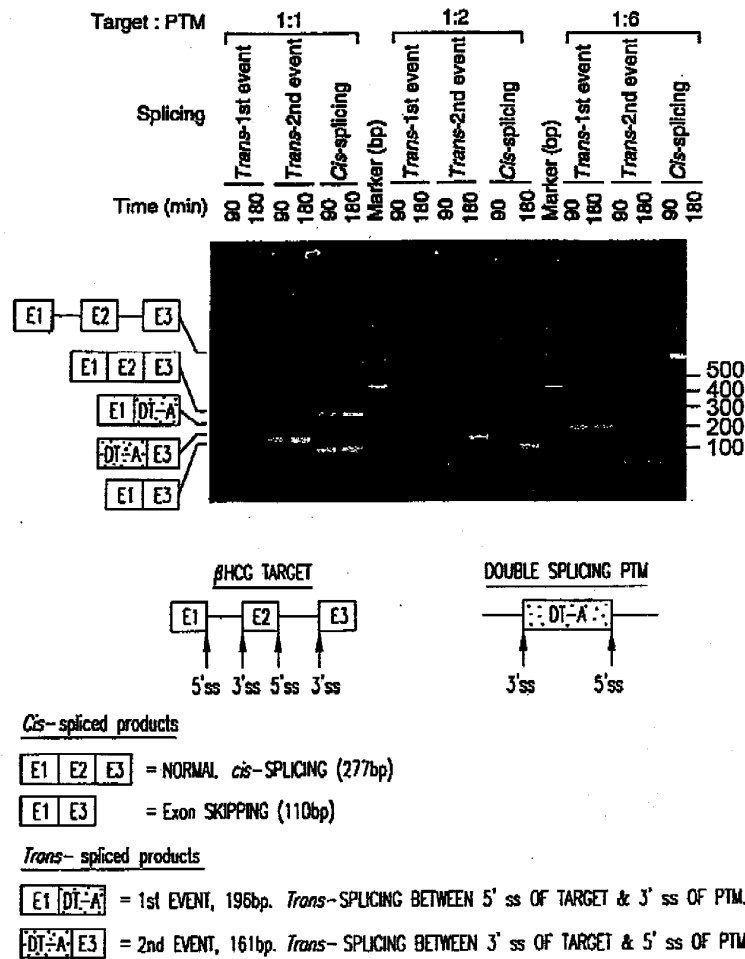 Target : PTM 1:1 1:2 1:6
Splicing
Trans-1st event
Trans-2nd event
Cis-splicing
Marker (bp)
Trans-1st event
Trans-2nd event
Cis-splicing
Marker (bp)
Trans-1st event
Trans-2nd event
Cis-splicing
Time (min) 90 180 90 180 90 180 90 180 90 180 90 180 90 180 90 180 90 180
E1 E2 E3
E1 E2 E3
E1 DT-A
DT-A E3
E1 E3
500
400
300
200
100
βHCG TARGET
E1 E2 E3
5'ss 3'ss 5'ss 3'ss
DOUBLE SPLICING PTM
DT-A
3'ss 5'ss
Cis-spliced products
E1 E2 E3 = NORMAL cis-SPLICING (277bp)
E1 E3 = Exon SKIPPING (110bp)
Trans- spliced products
E1 DT-A = 1st EVENT, 196bp. Trans-SPLICING BETWEEN 5' ss OF TARGET & 3' ss OF PTM.
DT-A E3 = 2nd EVENT, 161bp. Trans- SPLICING BETWEEN 3' ss OF TARGET & 5' ss OF PTM